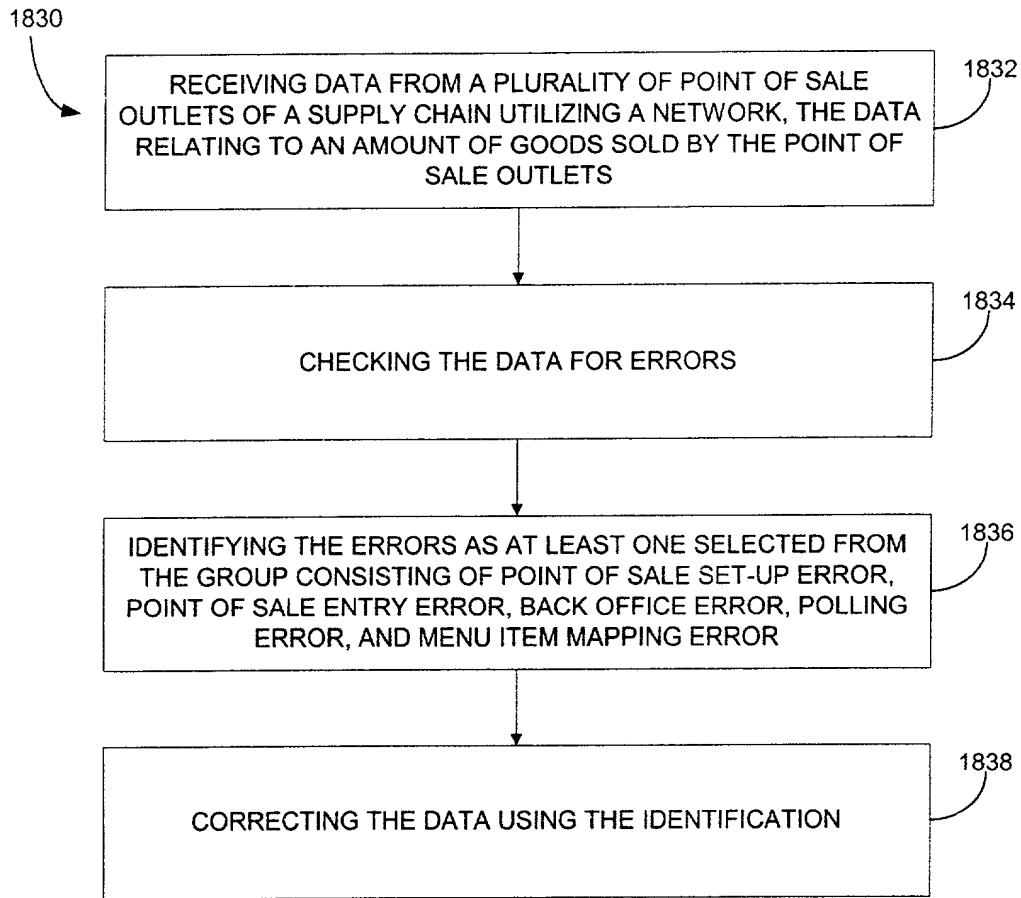 1830
RECEIVING DATA FROM A PLURALITY OF POINT OF SALE
OUTLETS OF A SUPPLY CHAIN UTILIZING A NETWORK, THE DATA
RELATING TO AN AMOUNT OF GOODS SOLD BY THE POINT OF
SALE OUTLETS
1832
CHECKING THE DATA FOR ERRORS
1834
IDENTIFYING THE ERRORS AS AT LEAST ONE SELECTED FROM
THE GROUP CONSISTING OF POINT OF SALE SET-UP ERROR,
POINT OF SALE ENTRY ERROR, BACK OFFICE ERROR, POLLING
ERROR, AND MENU ITEM MAPPING ERROR
1836
CORRECTING THE DATA USING THE IDENTIFICATION
1838